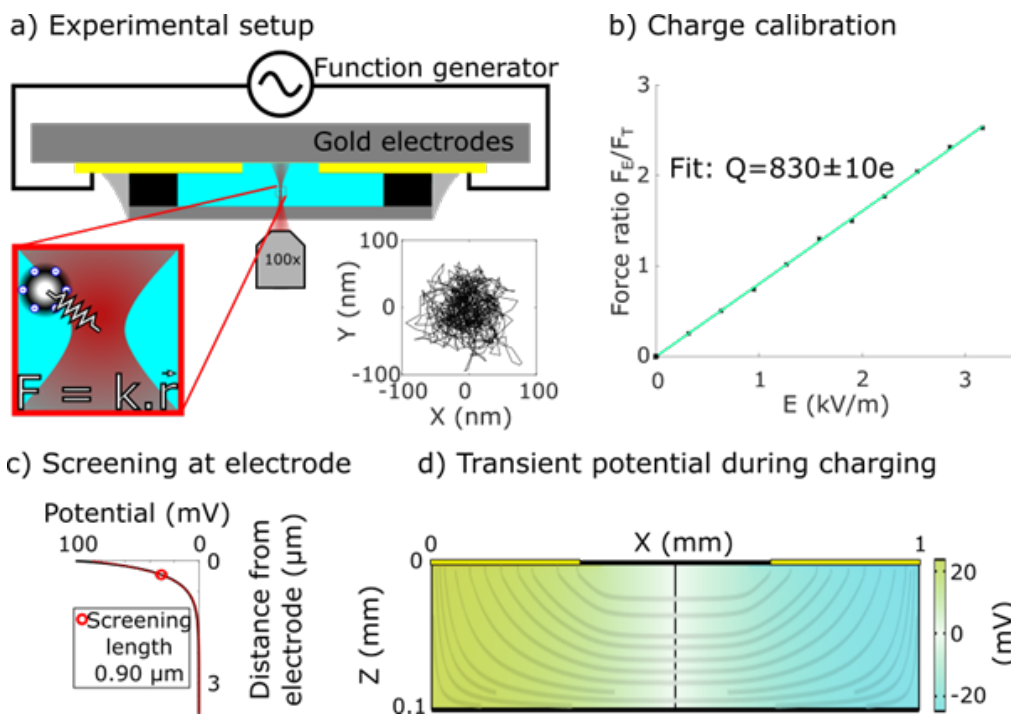 a) Experimental setup
Function generator
Gold electrodes
100x
F = k.r⃗
100
0
-100
Y (nm)
-100
0
100
X (nm)
b) Charge calibration
3
2
1
0
Force ratio F_E/F_T
Fit: Q=830±10e
0
1
2
3
E (kV/m)
c) Screening at electrode
Potential (mV)
100
0
0
3
Distance from
electrode (µm)
Screening
length
0.90 µm
d) Transient potential during charging
0
X (mm)
1
0
Z (mm)
0.1
20
0
-20
(mV)